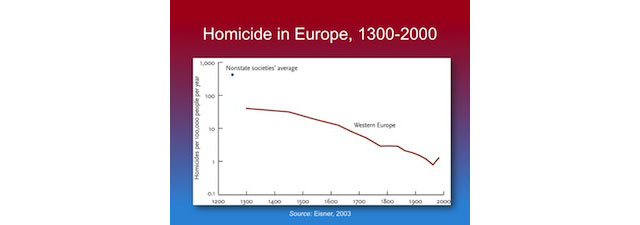 Homicide in Europe, 1300-2000
1,000
Nonstate societies' average
100
Homicides per 100,000 people per year
10
Western Europe
1
0.1
1200 1300 1400 1500 1600 1700 1800 1900 2000
Source: Eisner, 2003